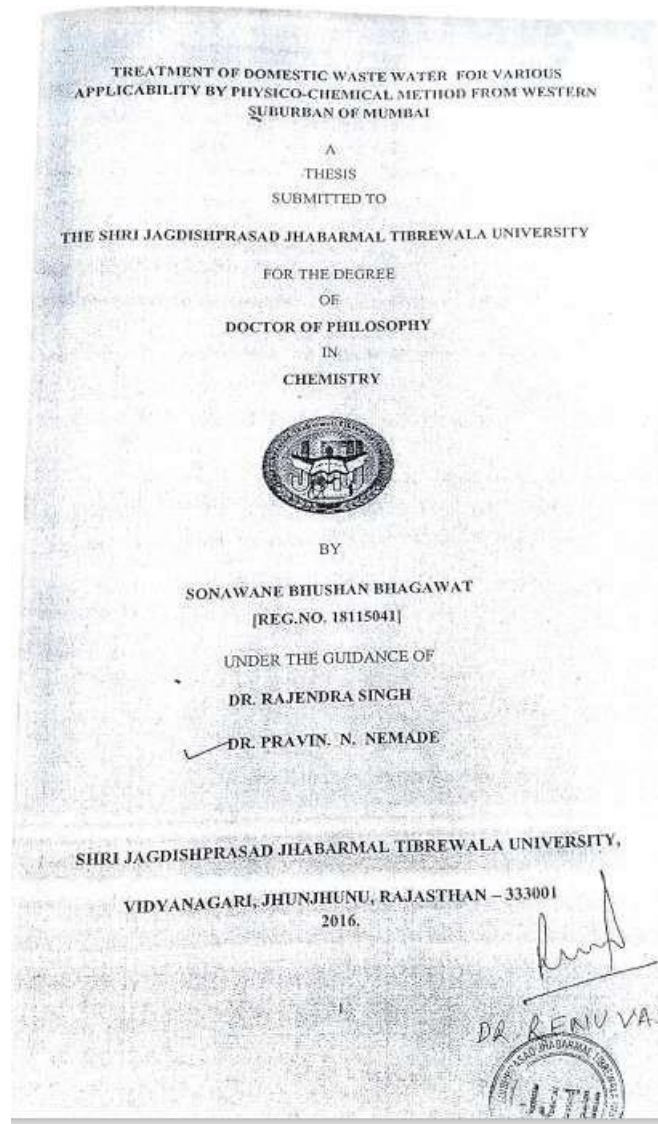 TREATMENT OF DOMESTIC WASTE WATER FOR VARIOUS
APPLICABILITY BY PHYSICO-CHEMICAL METHOD FROM WESTERN
SUBURBAN OF MUMBAI
A
THESIS
SUBMITTED TO
THE SHRI JAGDISHPRASAD JHABARMAL TIBREWALA UNIVERSITY
FOR THE DEGREE
OF
DOCTOR OF PHILOSOPHY
IN
CHEMISTRY
BY
SONAWANE BHUSHAN BHAGAWAT
[REG.NO. 18115041]
UNDER THE GUIDANCE OF
DR. RAJENDRA SINGH
DR. PRAVIN. N. NEMADE
SHRI JAGDISHPRASAD JHABARMAL TIBREWALA UNIVERSITY,
VIDYANAGARI, JHUNJHUNU, RAJASTHAN – 333001
2016.
DR RENU VA
JHABARMAL
JJTU